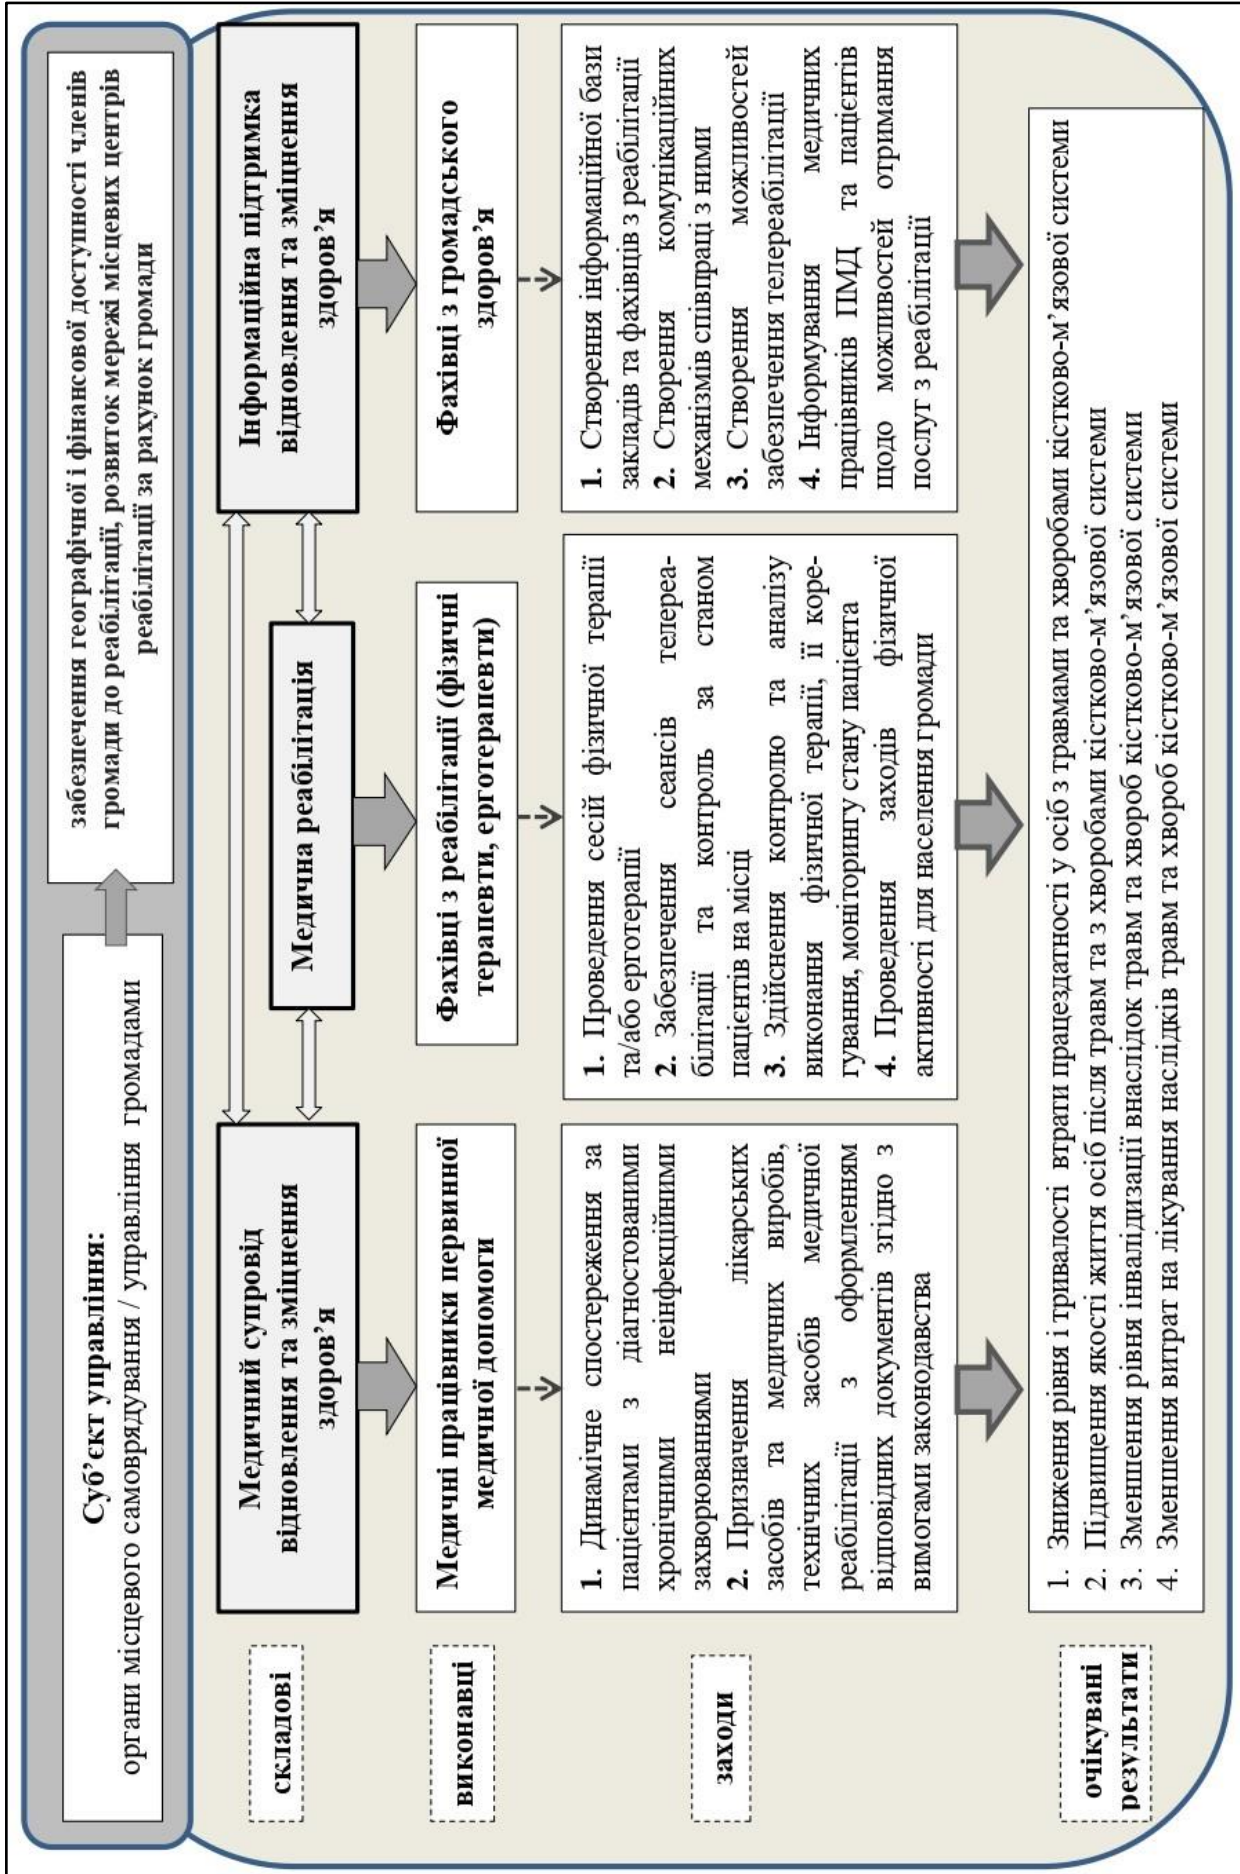 Суб’єкт управління:
органи місцевого самоврядування / управління громадами
забезпечення географічної і фінансової доступності членів
громади до реабілітації, розвиток мережі місцевих центрів
реабілітації за рахунок громади
складові
Медичний супровід
відновлення та зміцнення
здоров’я
Медична реабілітація
Інформаційна підтримка
відновлення та зміцнення
здоров’я
виконавці
Медичні працівники первинної
медичної допомоги
Фахівці з реабілітації (фізичні
терапевти, ерготерапевти)
Фахівці з громадського
здоров’я
заходи
1. Динамічне спостереження за
пацієнтами з діагностованими
хронічними неінфекційними
захворюваннями
2. Призначення лікарських
засобів та медичних виробів,
технічних засобів медичної
реабілітації з оформленням
відповідних документів згідно з
вимогами законодавства
1. Проведення сесій фізичної терапії
та/або ерготерапії
2. Забезпечення сеансів телереа-
білітації та контроль за станом
пацієнтів на місці
3. Здійснення контролю та аналізу
виконання фізичної терапії, її коре-
гування, моніторингу стану пацієнта
4. Проведення заходів фізичної
активності для населення громади
1. Створення інформаційної бази
закладів та фахівців з реабілітації
2. Створення комунікаційних
механізмів співпраці з ними
3. Створення можливостей
забезпечення телереабілітації
4. Інформування медичних
працівників ПМД та пацієнтів
щодо можливостей отримання
послуг з реабілітації
очікувані
результати
1. Зниження рівня і тривалості втрати працездатності у осіб з травмами та хворобами кістково-м’язової системи
2. Підвищення якості життя осіб після травм та з хворобами кістково-м’язової системи
3. Зменшення рівня інвалідизації внаслідок травм та хвороб кістково-м’язової системи
4. Зменшення витрат на лікування наслідків травм та хвороб кістково-м’язової системи